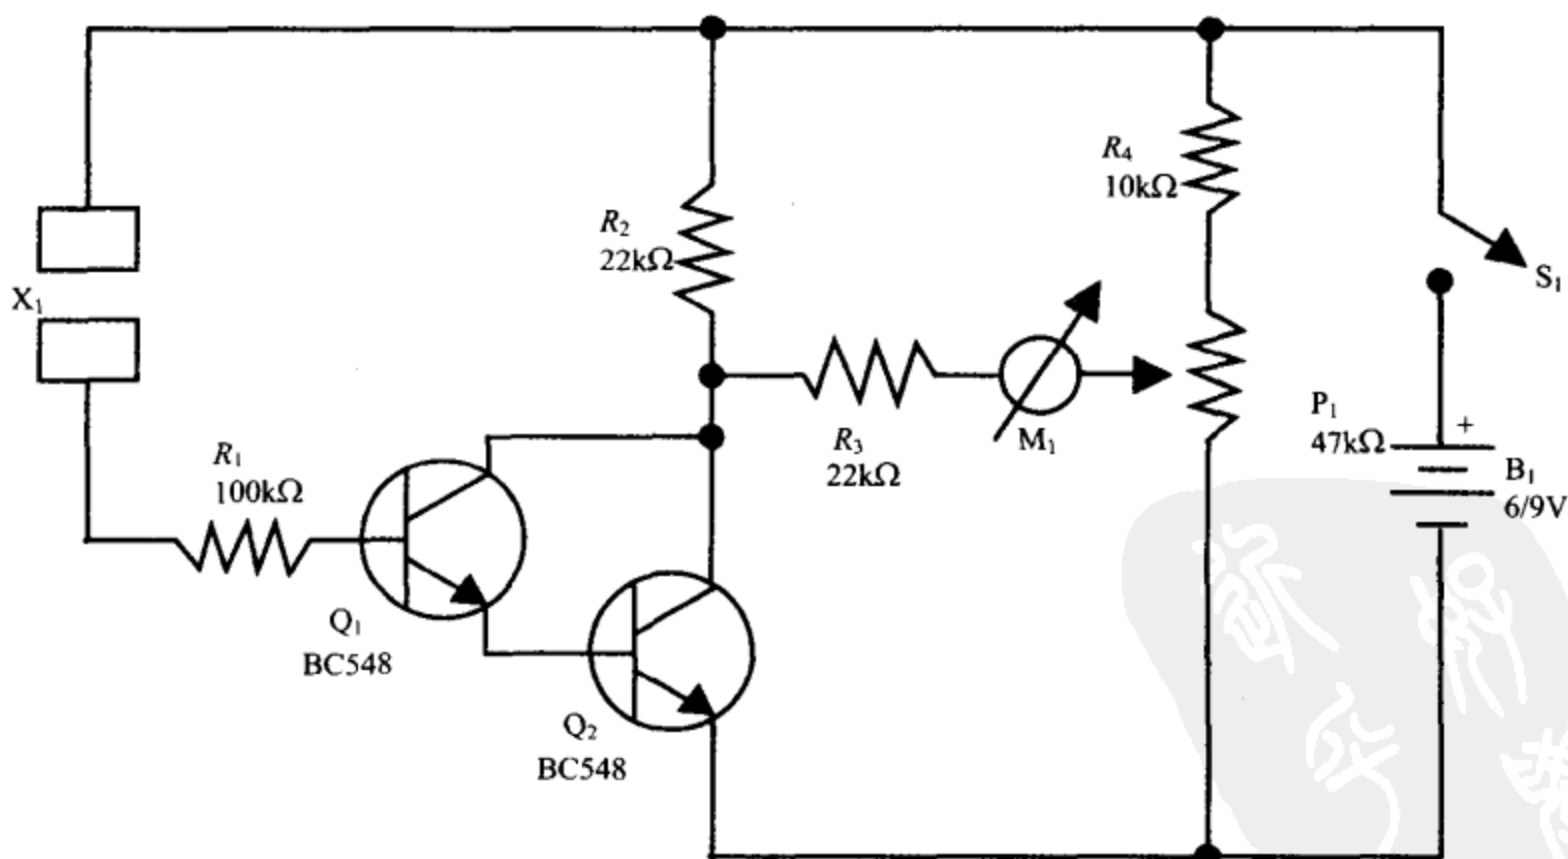 R₂
22kΩ
R₄
10kΩ
X₁
S₁
R₃
22kΩ
M₁
P₁
47kΩ
+
B₁
6/9V
R₁
100kΩ
Q₁
BC548
Q₂
BC548